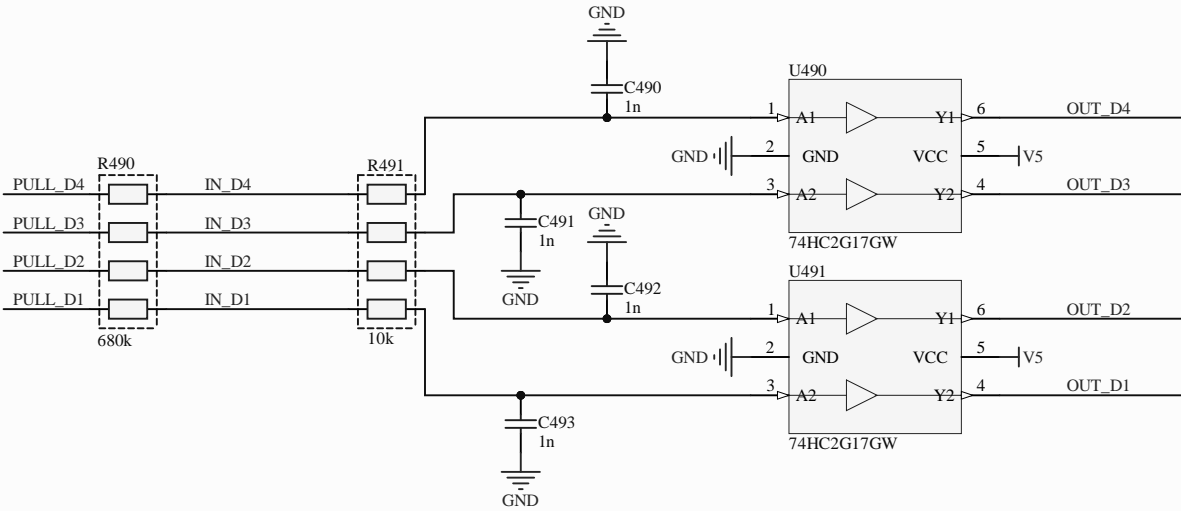 GND
U490
C490
1n
1 A1 Y1 6 OUT_D4
GND 2 GND VCC 5 V5
R490 R491
PULL_D4 IN_D4 3 A2 Y2 4 OUT_D3
PULL_D3 IN_D3 C491 GND
1n 74HC2G17GW
PULL_D2 IN_D2 U491
GND C492
1n
PULL_D1 IN_D1 1 A1 Y1 6 OUT_D2
680k 10k
GND 2 GND VCC 5 V5
3 A2 Y2 4 OUT_D1
C493
1n 74HC2G17GW
GND